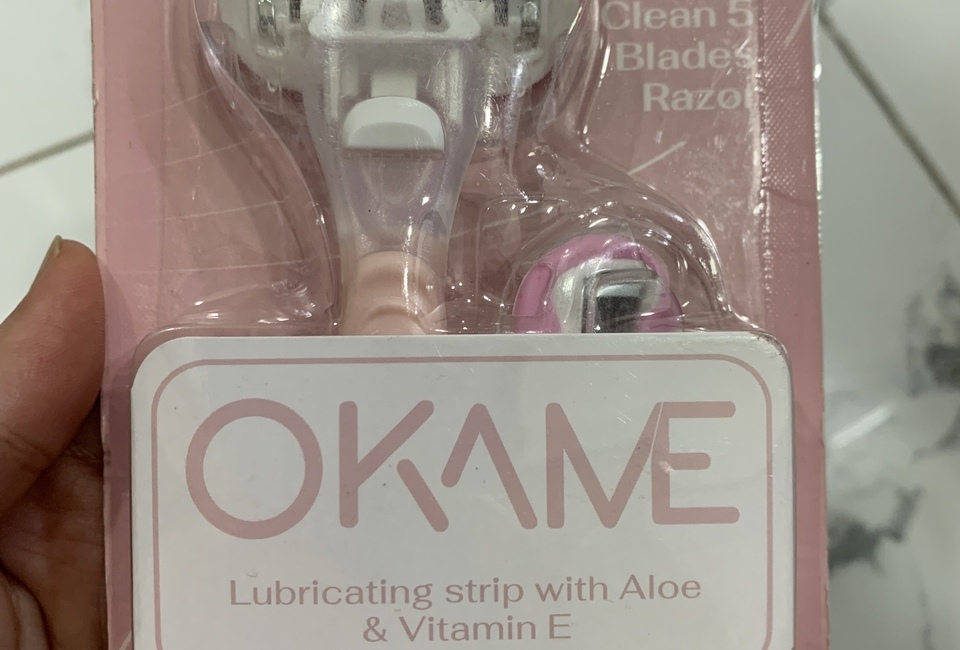 Clean 5
Blades
Razor
OKAME
Lubricating strip with Aloe
& Vitamin E